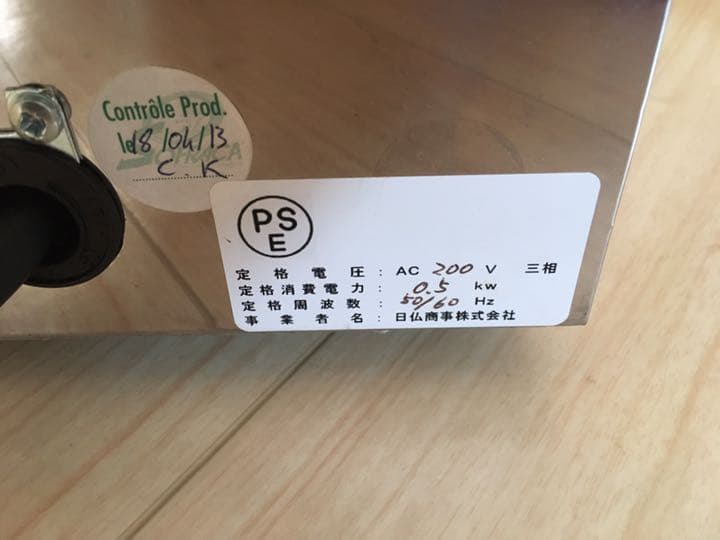 Contrôle Prod.
le 18/04/13
C.K
PS
E
定格電圧: AC 200 V 三相
定格消費電力: 0.5 kw
定格周波数: 50/60 Hz
事業者名: 日仏商事株式会社